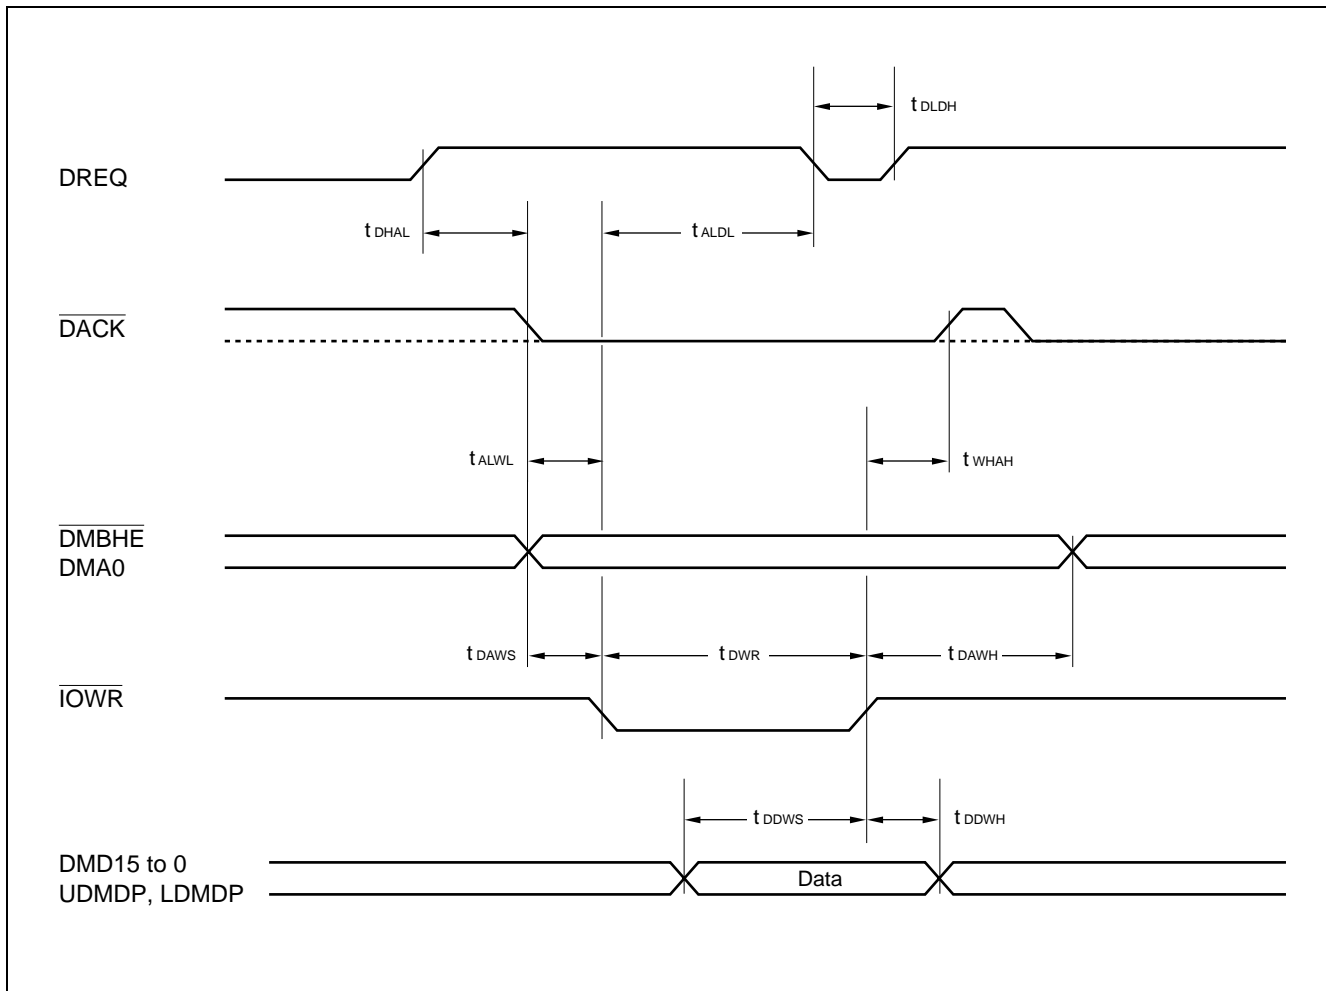 t DLDH
DREQ
t DHAL
t ALDL
DACK
t ALWL
t WHAH
DMBHE
DMA0
t DAWS
t DWR
t DAWH
IOWR
t DDWS
t DDWH
DMD15 to 0
UDMDP, LDMDP
Data